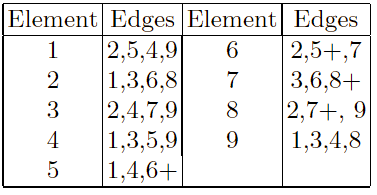 Element Edges Element Edges
1 2,5,4,9 6 2,5+,7
2 1,3,6,8 7 3,6,8+
3 2,4,7,9 8 2,7+, 9
4 1,3,5,9 9 1,3,4,8
5 1,4,6+